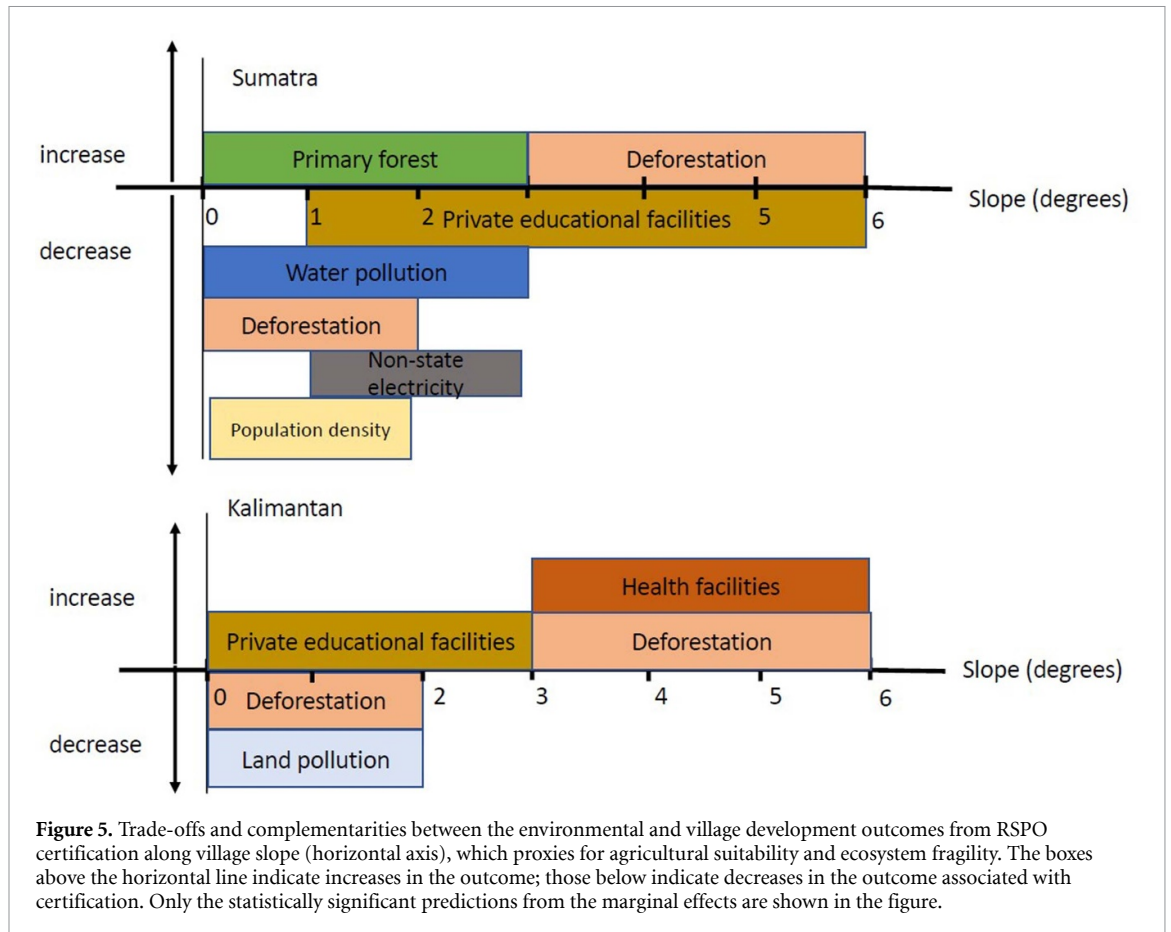 Sumatra
increase
Primary forest
Deforestation
Slope (degrees)
0
1
2
Private educational facilities
5
6
decrease
Water pollution
Deforestation
Non-state
electricity
Population density
Kalimantan
Health facilities
increase
Private educational facilities
Deforestation
Slope (degrees)
0
Deforestation
2
3
4
5
6
decrease
Land pollution
Figure 5. Trade-offs and complementarities between the environmental and village development outcomes from RSPO
certification along village slope (horizontal axis), which proxies for agricultural suitability and ecosystem fragility. The boxes
above the horizontal line indicate increases in the outcome; those below indicate decreases in the outcome associated with
certification. Only the statistically significant predictions from the marginal effects are shown in the figure.